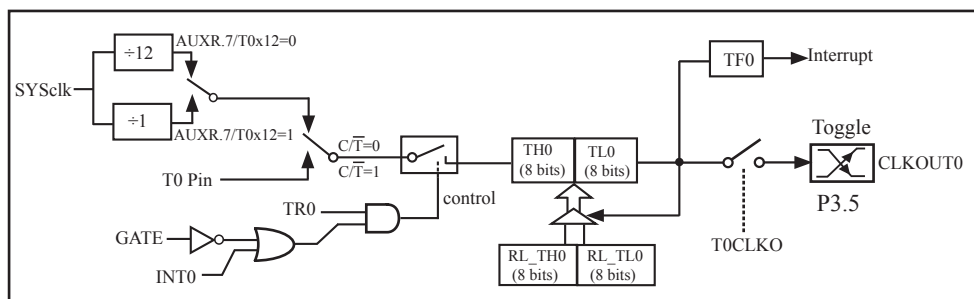 AUXR.7/T0x12=0
÷12
SYSclk
÷1
AUXR.7/T0x12=1
T0 Pin
C/T̅=0
C/T̅=1
TR0
GATE
INT0
control
TH0
(8 bits)
TL0
(8 bits)
RL_TH0
(8 bits)
RL_TL0
(8 bits)
TF0
Interrupt
Toggle
CLKOUT0
P3.5
T0CLKO